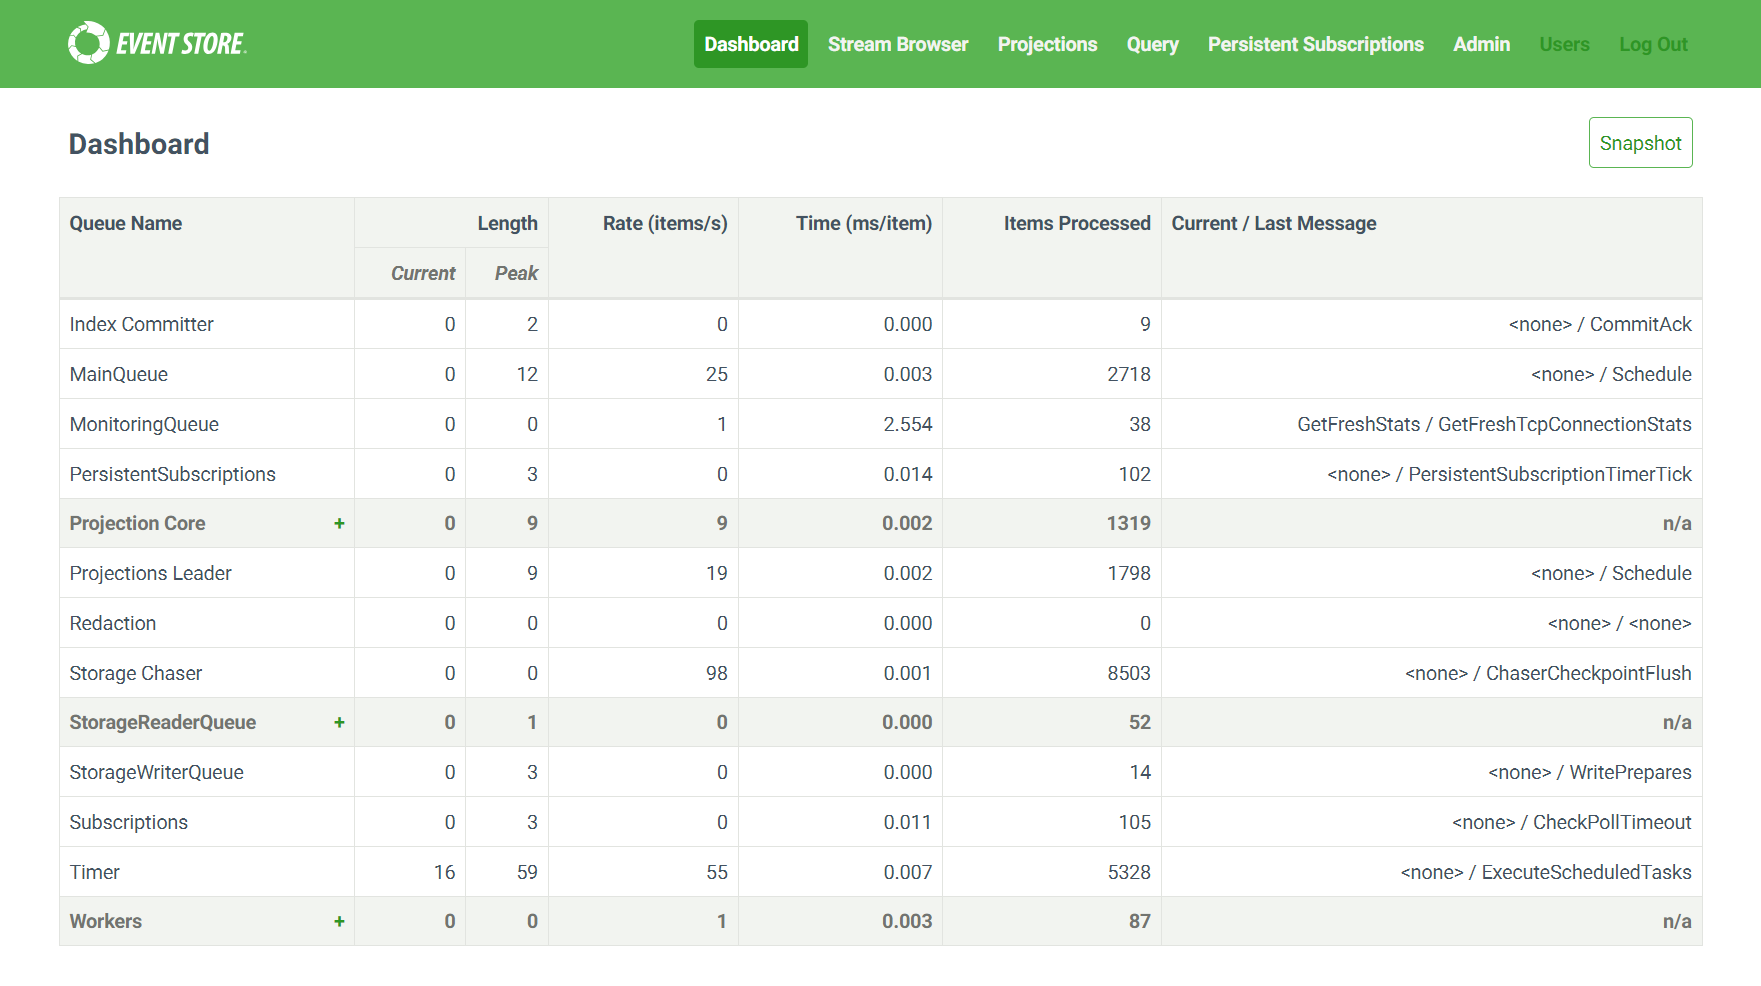 EVENT STORE
Dashboard Stream Browser Projections Query Persistent Subscriptions Admin Users Log Out
Dashboard
Snapshot
Queue Name Length Rate (items/s) Time (ms/item) Items Processed Current / Last Message
Current Peak
Index Committer 0 2 0 0.000 9 <none> / CommitAck
MainQueue 0 12 25 0.003 2718 <none> / Schedule
MonitoringQueue 0 0 1 2.554 38 GetFreshStats / GetFreshTcpConnectionStats
PersistentSubscriptions 0 3 0 0.014 102 <none> / PersistentSubscriptionTimerTick
Projection Core + 0 9 9 0.002 1319 n/a
Projections Leader 0 9 19 0.002 1798 <none> / Schedule
Redaction 0 0 0 0.000 0 <none> / <none>
Storage Chaser 0 0 98 0.001 8503 <none> / ChaserCheckpointFlush
StorageReaderQueue + 0 1 0 0.000 52 n/a
StorageWriterQueue 0 3 0 0.000 14 <none> / WritePrepares
Subscriptions 0 3 0 0.011 105 <none> / CheckPollTimeout
Timer 16 59 55 0.007 5328 <none> / ExecuteScheduledTasks
Workers + 0 0 1 0.003 87 n/a